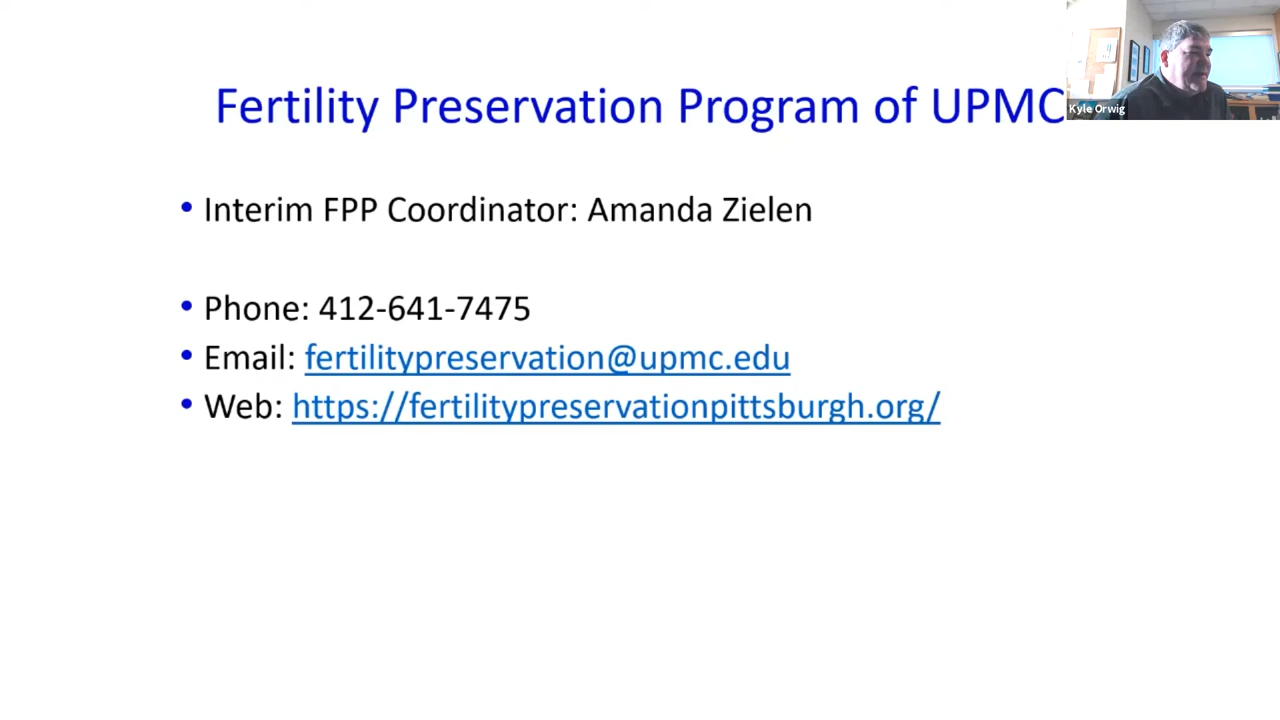 Fertility Preservation Program of UPMC
Kyle Orwig
• Interim FPP Coordinator: Amanda Zielen
• Phone: 412-641-7475
• Email: fertilitypreservation@upmc.edu
• Web: https://fertilitypreservationpittsburgh.org/